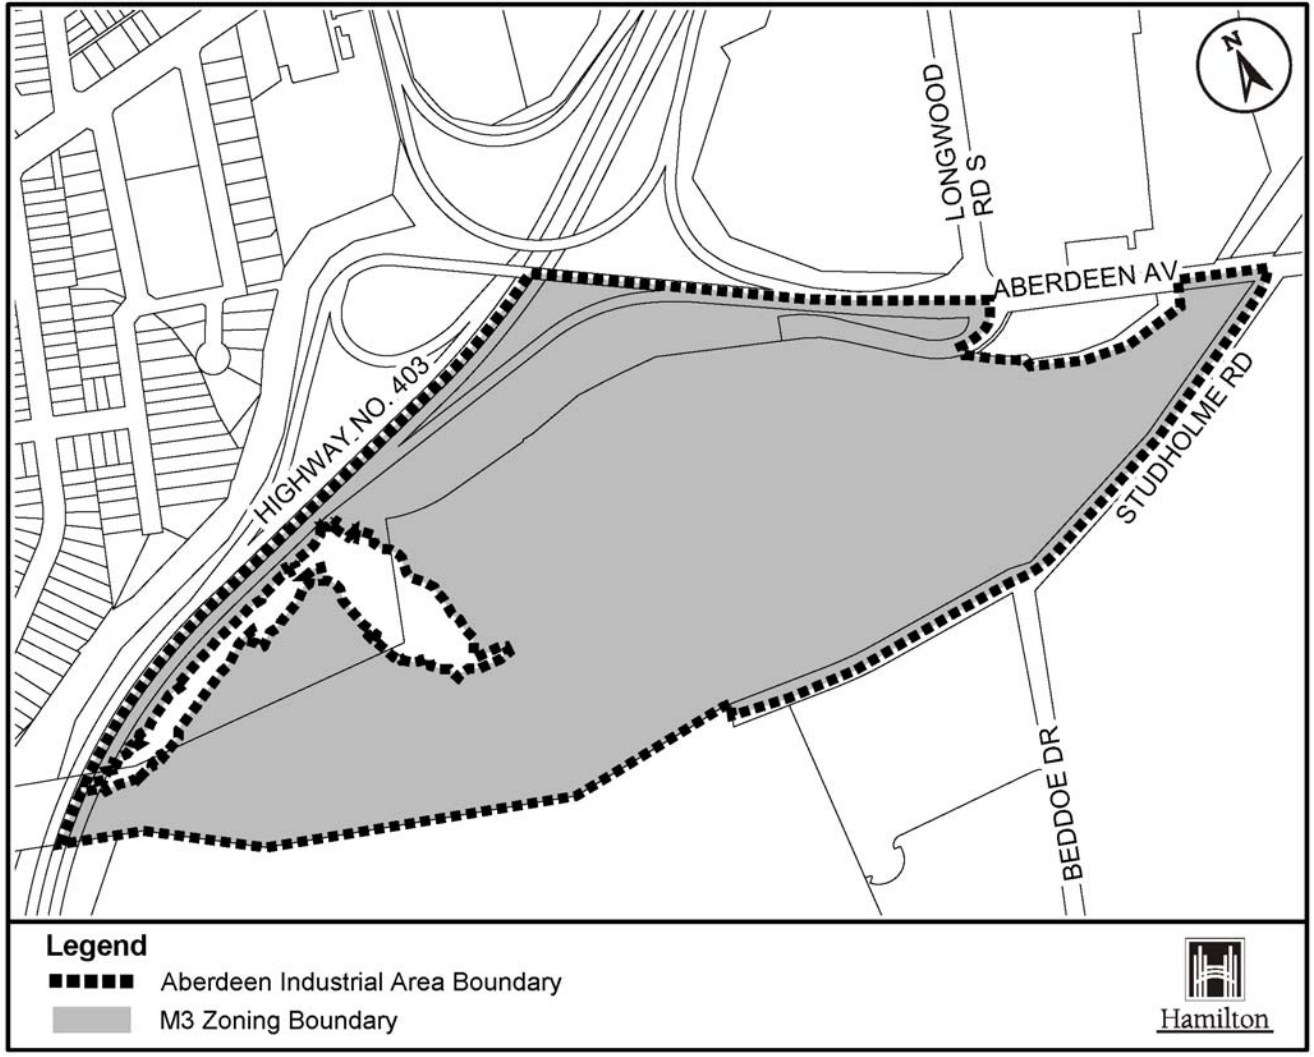 N
LONGWOOD
RD S
ABERDEEN AV
HIGHWAY NO. 403
STUDHOLME RD
BEDDOE DR
Legend
Aberdeen Industrial Area Boundary
M3 Zoning Boundary
Hamilton